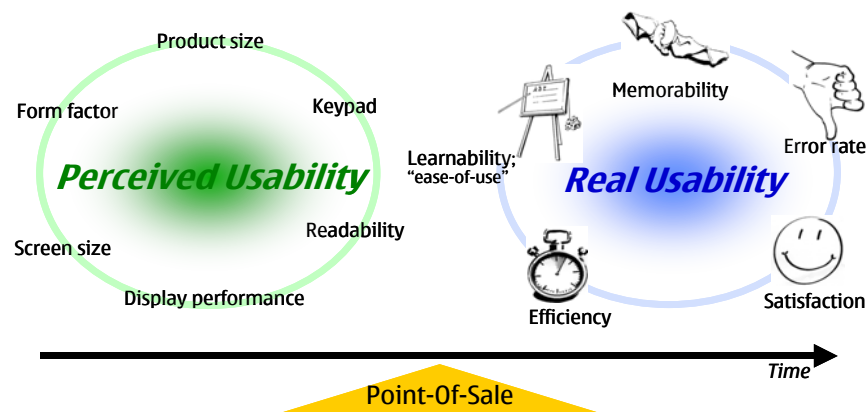 Product size
Form factor
Keypad
Perceived Usability
Readability
Screen size
Display performance
Memorability
Error rate
Learnability;
“ease-of-use”
Real Usability
Efficiency
Satisfaction
Time
Point-Of-Sale